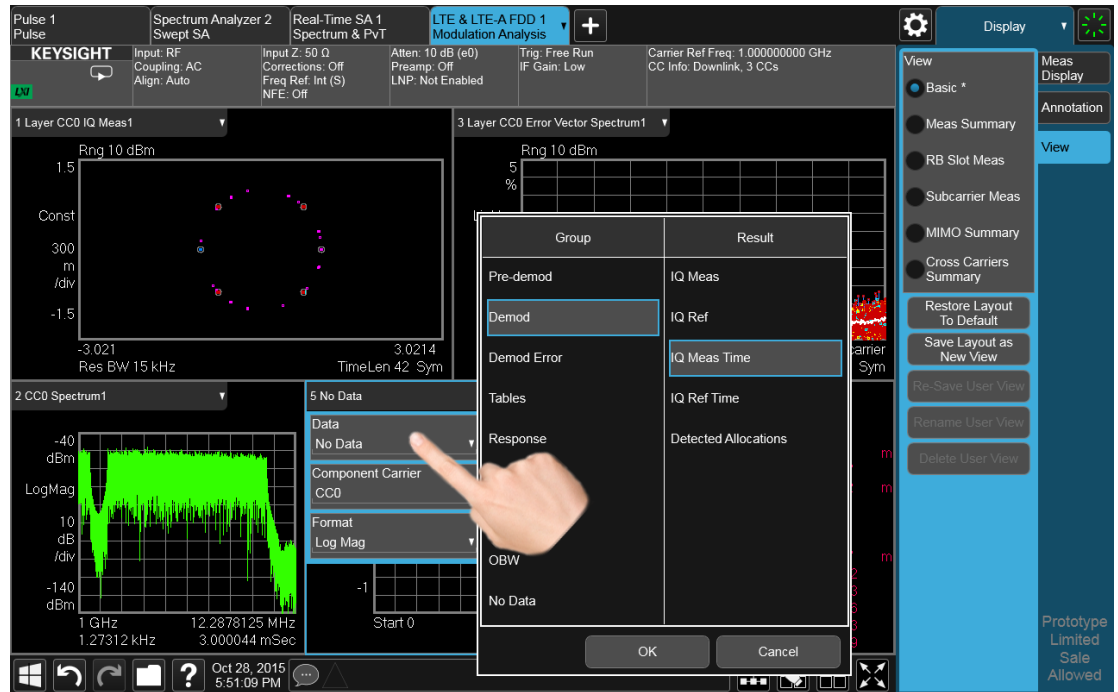 Pulse 1
Pulse
Spectrum Analyzer 2
Swept SA
Real-Time SA 1
Spectrum & PvT
LTE & LTE-A FDD 1
Modulation Analysis
Display
KEYSIGHT
LXI
Input: RF
Coupling: AC
Align: Auto
Input Z: 50 Ω
Corrections: Off
Freq Ref: Int (S)
NFE: Off
Atten: 10 dB (e0)
Preamp: Off
LNP: Not Enabled
Trig: Free Run
IF Gain: Low
Carrier Ref Freq: 1.000000000 GHz
CC Info: Downlink, 3 CCs
1 Layer CC0 IQ Meas1
Rng 10 dBm
1.5
Const
300
m
/div
-1.5
-3.021
3.0214
Res BW 15 kHz
TimeLen 42 Sym
3 Layer CC0 Error Vector Spectrum1
Rng 10 dBm
5
%
carrier
Sym
2 CC0 Spectrum1
-40
dBm
LogMag
10
dB
/div
-140
dBm
1 GHz
12.2878125 MHz
1.27312 kHz
3.000044 mSec
5 No Data
Data
No Data
Component Carrier
CC0
Format
Log Mag
-1
Start 0
m
m
m
2
3
6
8
9
Group
Result
Pre-demod
Demod
Demod Error
Tables
Response
OBW
No Data
IQ Meas
IQ Ref
IQ Meas Time
IQ Ref Time
Detected Allocations
OK
Cancel
View
Basic *
Meas Summary
RB Slot Meas
Subcarrier Meas
MIMO Summary
Cross Carriers
Summary
Restore Layout
To Default
Save Layout as
New View
Re-Save User View
Rename User View
Delete User View
Meas
Display
Annotation
View
Prototype
Limited
Sale
Allowed
?
Oct 28, 2015
5:51:09 PM